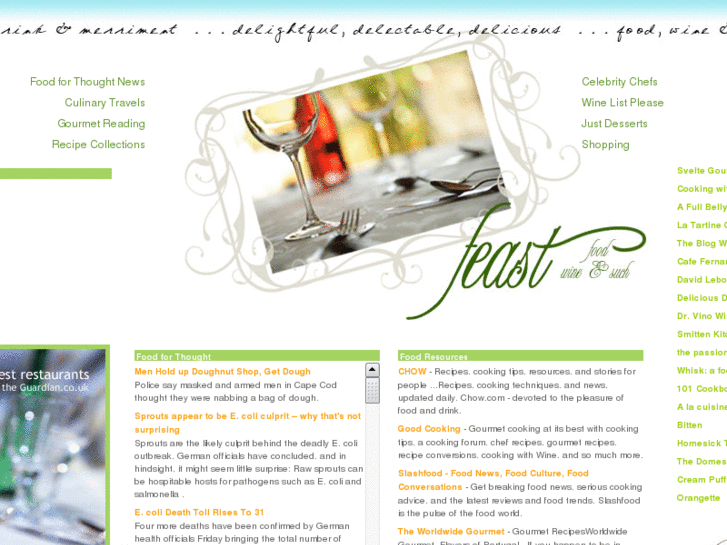 & merriment ...delightful, delectable, delicious ...food, wine &
Food for Thought News
Culinary Travels
Gourmet Reading
Recipe Collections
Celebrity Chefs
Wine List Please
Just Desserts
Shopping
feast food
wine & such
Svelte
Cooking
A Full Belly
La Tartine
The Blog
Cafe
David
Delicious
Dr. Vino
Smitten
the passion
Whisk: a
101
A la cuisine
Bitten
Homesick
The
Cream Puff
Orangette
restaurants
the Guardian.co.uk
Food for Thought
Men Hold up Doughnut Shop, Get Dough
Police say masked and armed men in Cape Cod
thought they were nabbing a bag of dough.
Sprouts appear to be E. coli culprit – why that's not
surprising
Sprouts are the likely culprit behind the deadly E. coli
outbreak, German officials have concluded, and in
hindsight, it might seem little surprise: Raw sprouts can
be hospitable hosts for pathogens such as E. coli and
salmonella .
E. coli Death Toll Rises To 31
Four more deaths have been confirmed by German
health officials Friday bringing the total number of
Food Resources
CHOW - Recipes, cooking tips, resources, and stories for
people ...Recipes, cooking techniques, and news,
updated daily. Chow.com - devoted to the pleasure of
food and drink.
Good Cooking - Gourmet cooking at its best with cooking
tips, a cooking forum, chef recipes, gourmet recipes,
recipe conversions, cooking with Wine, and so much more.
Slashfood - Food News, Food Culture, Food
Conversations - Get breaking food news, serious cooking
advice, and the latest reviews and food trends. Slashfood
is the pulse of the food world.
The Worldwide Gourmet - Gourmet RecipesWorldwide
Gourmet, Flavors of Portugal. If you happen to be in